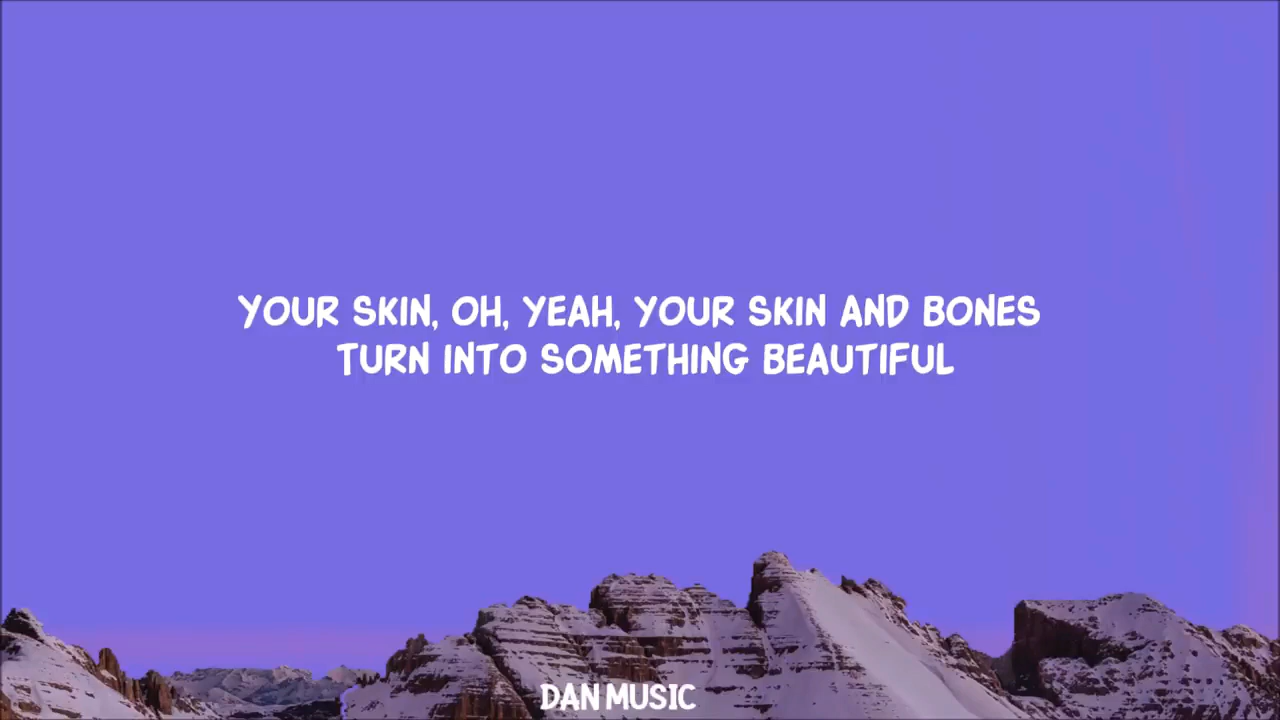 YOUR SKIN, OH, YEAH, YOUR SKIN AND BONES
TURN INTO SOMETHING BEAUTIFUL
DAN MUSIC